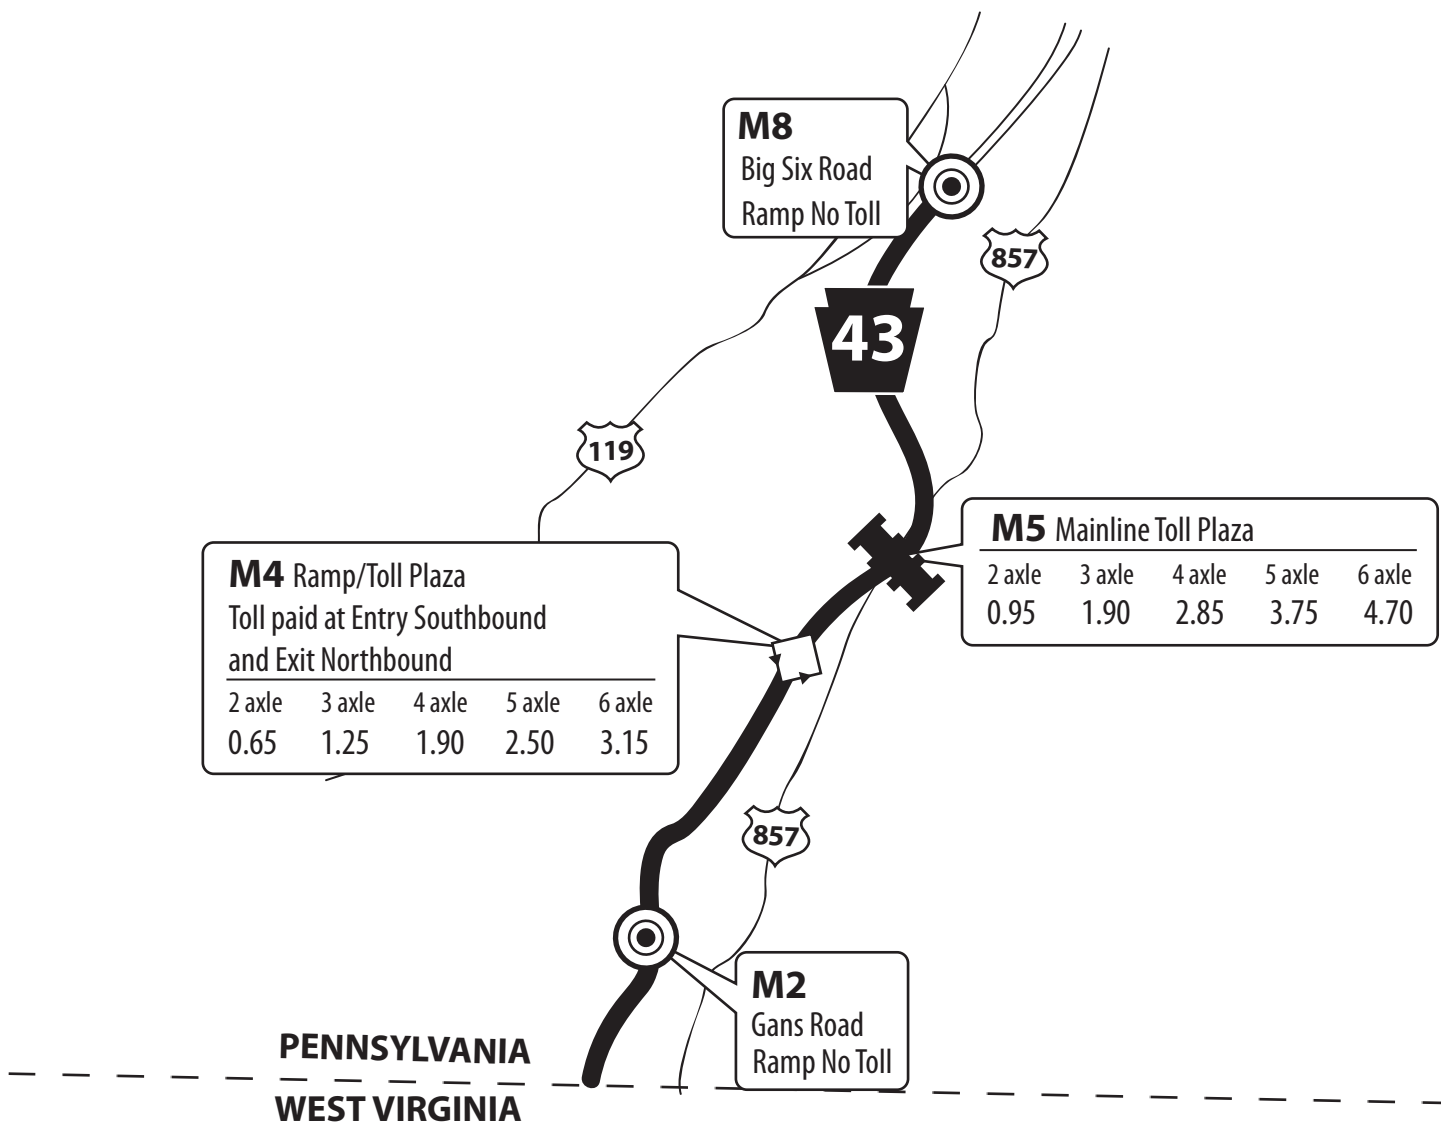 M8
Big Six Road
Ramp No Toll
857
43
119
M5 Mainline Toll Plaza
2 axle 3 axle 4 axle 5 axle 6 axle
0.95 1.90 2.85 3.75 4.70
M4 Ramp/Toll Plaza
Toll paid at Entry Southbound
and Exit Northbound
2 axle 3 axle 4 axle 5 axle 6 axle
0.65 1.25 1.90 2.50 3.15
857
M2
Gans Road
Ramp No Toll
PENNSYLVANIA
WEST VIRGINIA